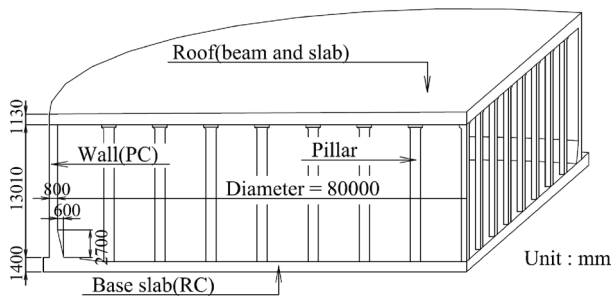 Roof(beam and slab)
1130
Wall(PC)
Pillar
13010
800
Diameter = 80000
600
2700
1400
Unit : mm
Base slab(RC)